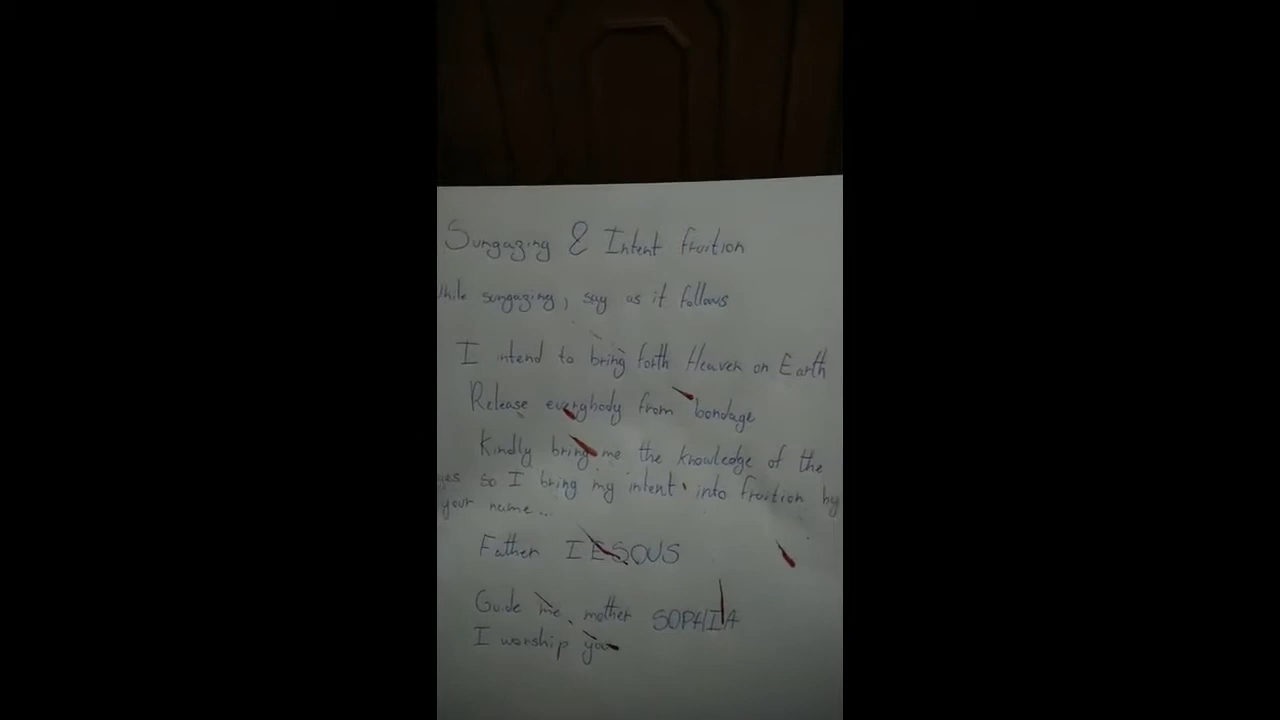 Sungazing & Intent fruition
while sungazing, say as it follows
I intend to bring forth Heaven on Earth
Release everybody from bondage
Kindly bring me the knowledge of the
so I bring my intent into fruition by
your name...
Father IESOUS
Guide me, mother SOPHIA
I worship you